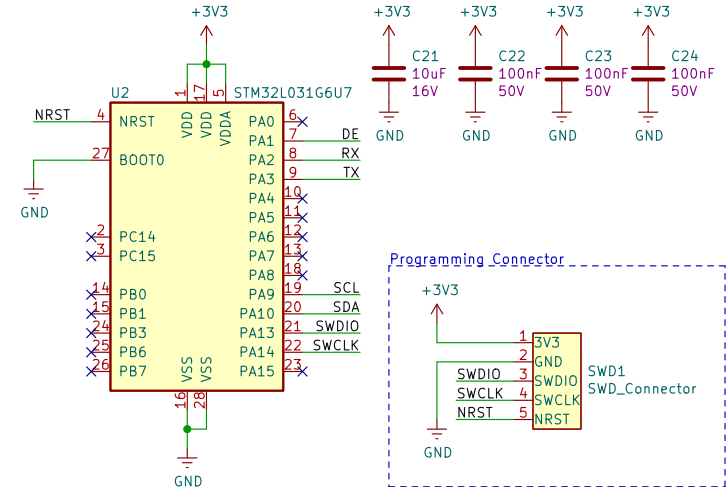 +3V3
+3V3
+3V3
+3V3
+3V3
C21
10uF
16V
C22
100nF
50V
C23
100nF
50V
C24
100nF
50V
GND
GND
GND
GND
U2
STM32L031G6U7
1
17
5
VDD
VDD
VDDA
NRST
4
NRST
27
BOOT0
GND
2
PC14
3
PC15
14
PB0
15
PB1
24
PB3
25
PB6
26
PB7
PA0
6
PA1
7
DE
PA2
8
RX
PA3
9
TX
PA4
10
PA5
11
PA6
12
PA7
13
PA8
18
PA9
19
SCL
PA10
20
SDA
PA13
21
SWDIO
PA14
22
SWCLK
PA15
23
VSS
VSS
16
28
GND
Programming Connector
+3V3
1
3V3
2
GND
SWDIO
3
SWDIO
SWCLK
4
SWCLK
NRST
5
NRST
SWD1
SWD_Connector
GND